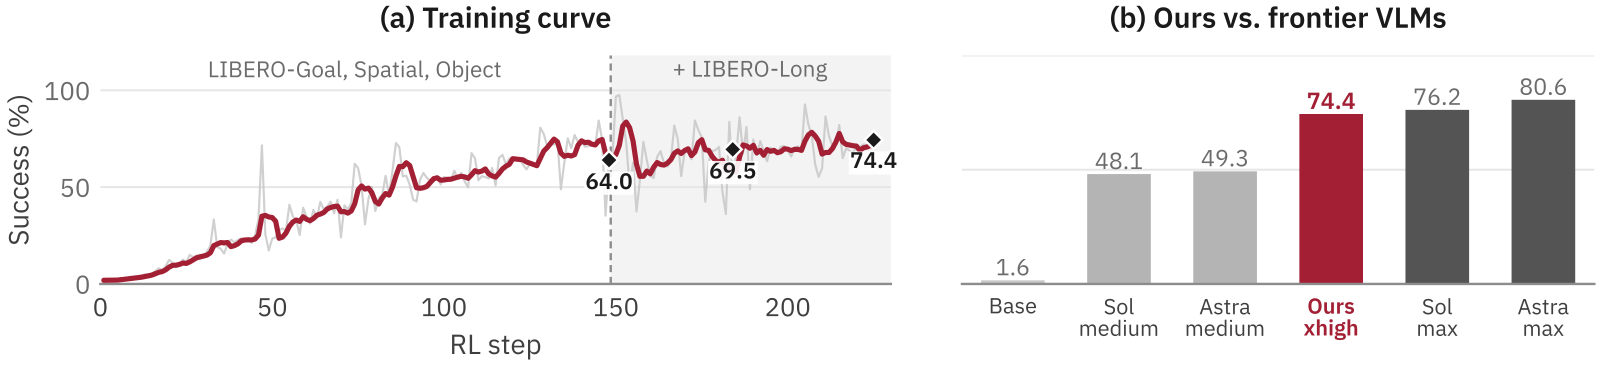 (a) Training curve
LIBERO-Goal, Spatial, Object
+ LIBERO-Long
Success (%)
100
50
0
64.0
69.5
74.4
0 50 100 150 200
RL step
(b) Ours vs. frontier VLMs
1.6
48.1
49.3
74.4
76.2
80.6
Base
Sol
medium
Astra
medium
Ours
xhigh
Sol
max
Astra
max